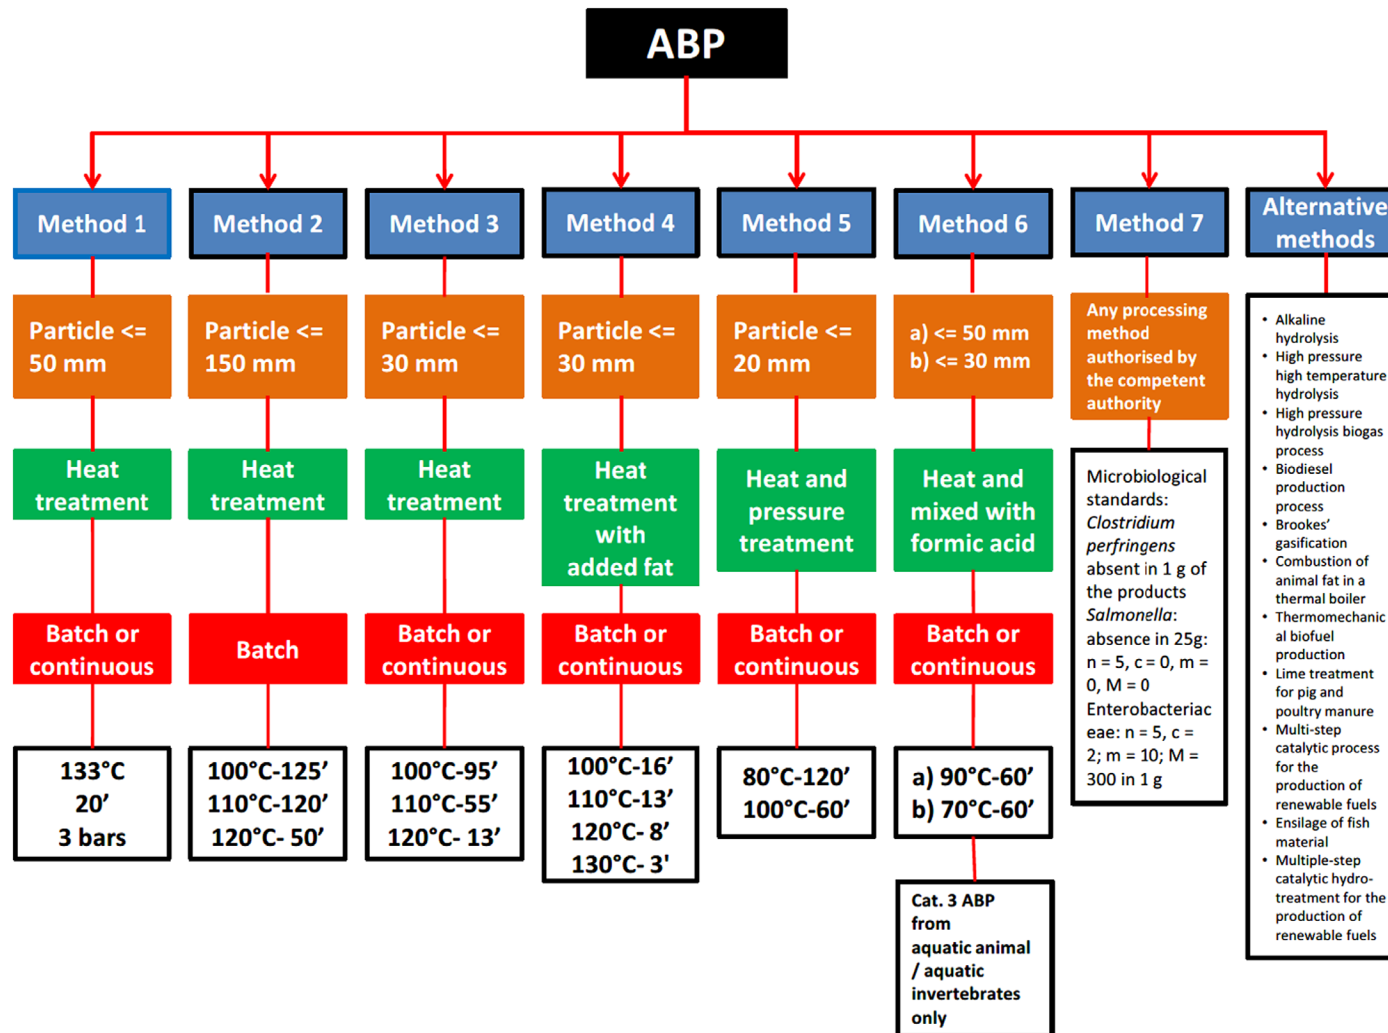 ABP
Method 1
Particle <=
50 mm
Heat
treatment
Batch or
continuous
133°C
20'
3 bars
Method 2
Particle <=
150 mm
Heat
treatment
Batch
100°C-125'
110°C-120'
120°C- 50'
Method 3
Particle <=
30 mm
Heat
treatment
Batch or
continuous
100°C-95'
110°C-55'
120°C- 13'
Method 4
Particle <=
30 mm
Heat
treatment
with
added fat
Batch or
continuous
100°C-16'
110°C-13'
120°C- 8'
130°C- 3'
Method 5
Particle <=
20 mm
Heat and
pressure
treatment
Batch or
continuous
80°C-120'
100°C-60'
Method 6
a) <= 50 mm
b) <= 30 mm
Heat and
mixed with
formic acid
Batch or
continuous
a) 90°C-60'
b) 70°C-60'
Cat. 3 ABP
from
aquatic animal
/ aquatic
invertebrates
only
Method 7
Any processing
method
authorised by
the competent
authority
Microbiological
standards:
Clostridium
perfringens
absent in 1 g of
the products
Salmonella:
absence in 25g:
n = 5, c = 0, m =
0, M = 0
Enterobacteriac
eae: n = 5, c =
2; m = 10; M =
300 in 1 g
Alternative
methods
• Alkaline
hydrolysis
• High pressure
high temperature
hydrolysis
• High pressure
hydrolysis biogas
process
• Biodiesel
production
process
• Brookes'
gasification
• Combustion of
animal fat in a
thermal boiler
• Thermomechanic
al biofuel
production
• Lime treatment
for pig and
poultry manure
• Multi-step
catalytic process
for the
production of
renewable fuels
• Ensilage of fish
material
• Multiple-step
catalytic hydro-
treatment for the
production of
renewable fuels